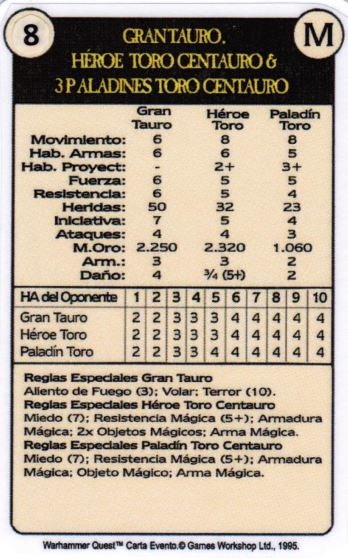 8
M
GRAN TAURO.
HÉROE TORO CENTAURO &
3 PALADINES TORO CENTAURO
Gran Tauro Héroe Toro Paladín Toro
Movimiento: 6 8 8
Hab. Armas: 6 6 5
Hab. Proyect: - 2+ 3+
Fuerza: 6 5 5
Resistencia: 6 5 4
Heridas: 50 32 23
Iniciativa: 7 5 4
Ataques: 4 4 3
M.Oro: 2.250 2.320 1.060
Arm.: 3 3 2
Daño: 4 ¾ (5+) 2
HA del Oponente 1 2 3 4 5 6 7 8 9 10
Gran Tauro 2 2 3 3 4 4 4 4 4 4
Héroe Toro 2 2 3 3 4 4 4 4 4 4
Paladín Toro 2 2 3 3 4 4 4 4 4 4
Reglas Especiales Gran Tauro
Aliento de Fuego (3); Volar; Terror (10).
Reglas Especiales Héroe Toro Centauro
Miedo (7); Resistencia Mágica (5+); Armadura
Mágica; 2x Objetos Mágicos; Arma Mágica.
Reglas Especiales Paladín Toro Centauro
Miedo (7); Resistencia Mágica (5+); Armadura
Mágica; Objeto Mágico; Arma Mágica.
Warhammer Quest™ Carta Evento.© Games Workshop Ltd., 1995.